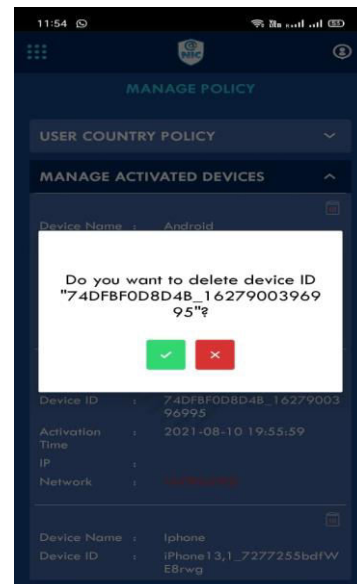 11:54
@
NIC
MANAGE POLICY
USER COUNTRY POLICY
MANAGE ACTIVATED DEVICES
Device Name : Android
Do you want to delete device ID
"74DFBF0D8D4B_16279003969
95"?
Device ID : 74DFBF0D8D4B_16279003
96995
Activation : 2021-08-10 19:55:59
Time
IP :
Network :
Device Name : Iphone
Device ID : iPhone13,1_7277255bdfW
E8rwg